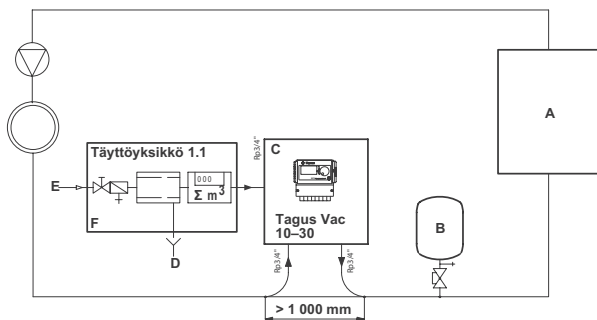 A
Rp3/4"
C
Täyttöyksikkö 1.1
000
Σ m³
E
F
D
Tagus Vac
10–30
Rp3/4"
Rp3/4"
B
> 1 000 mm